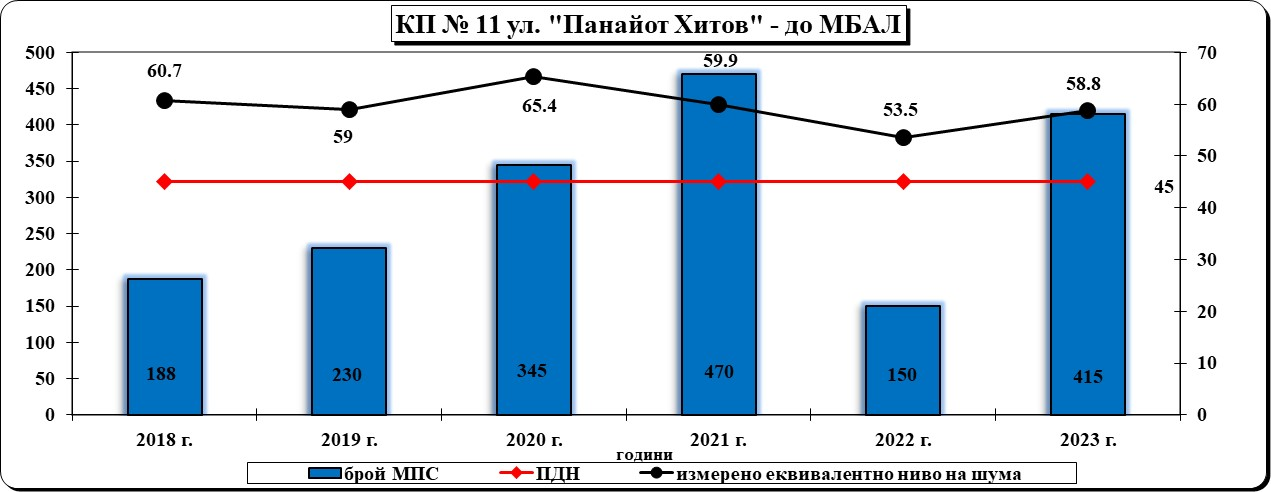 КП № 11 ул. "Панайот Хитов" - до МБАЛ
500
450
400
350
300
250
200
150
100
50
0
70
60
50
40
30
20
10
0
60.7
59
65.4
59.9
53.5
58.8
45
188
230
345
470
150
415
2018 г.
2019 г.
2020 г.
2021 г.
2022 г.
2023 г.
години
брой МПС
ПДН
измерено еквивалентно ниво на шума